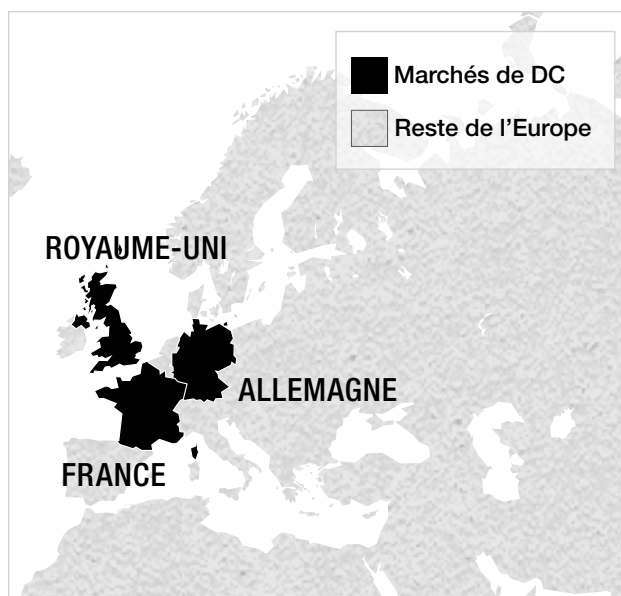 Marchés de DC
Reste de l’Europe
ROYAUME-UNI
ALLEMAGNE
FRANCE